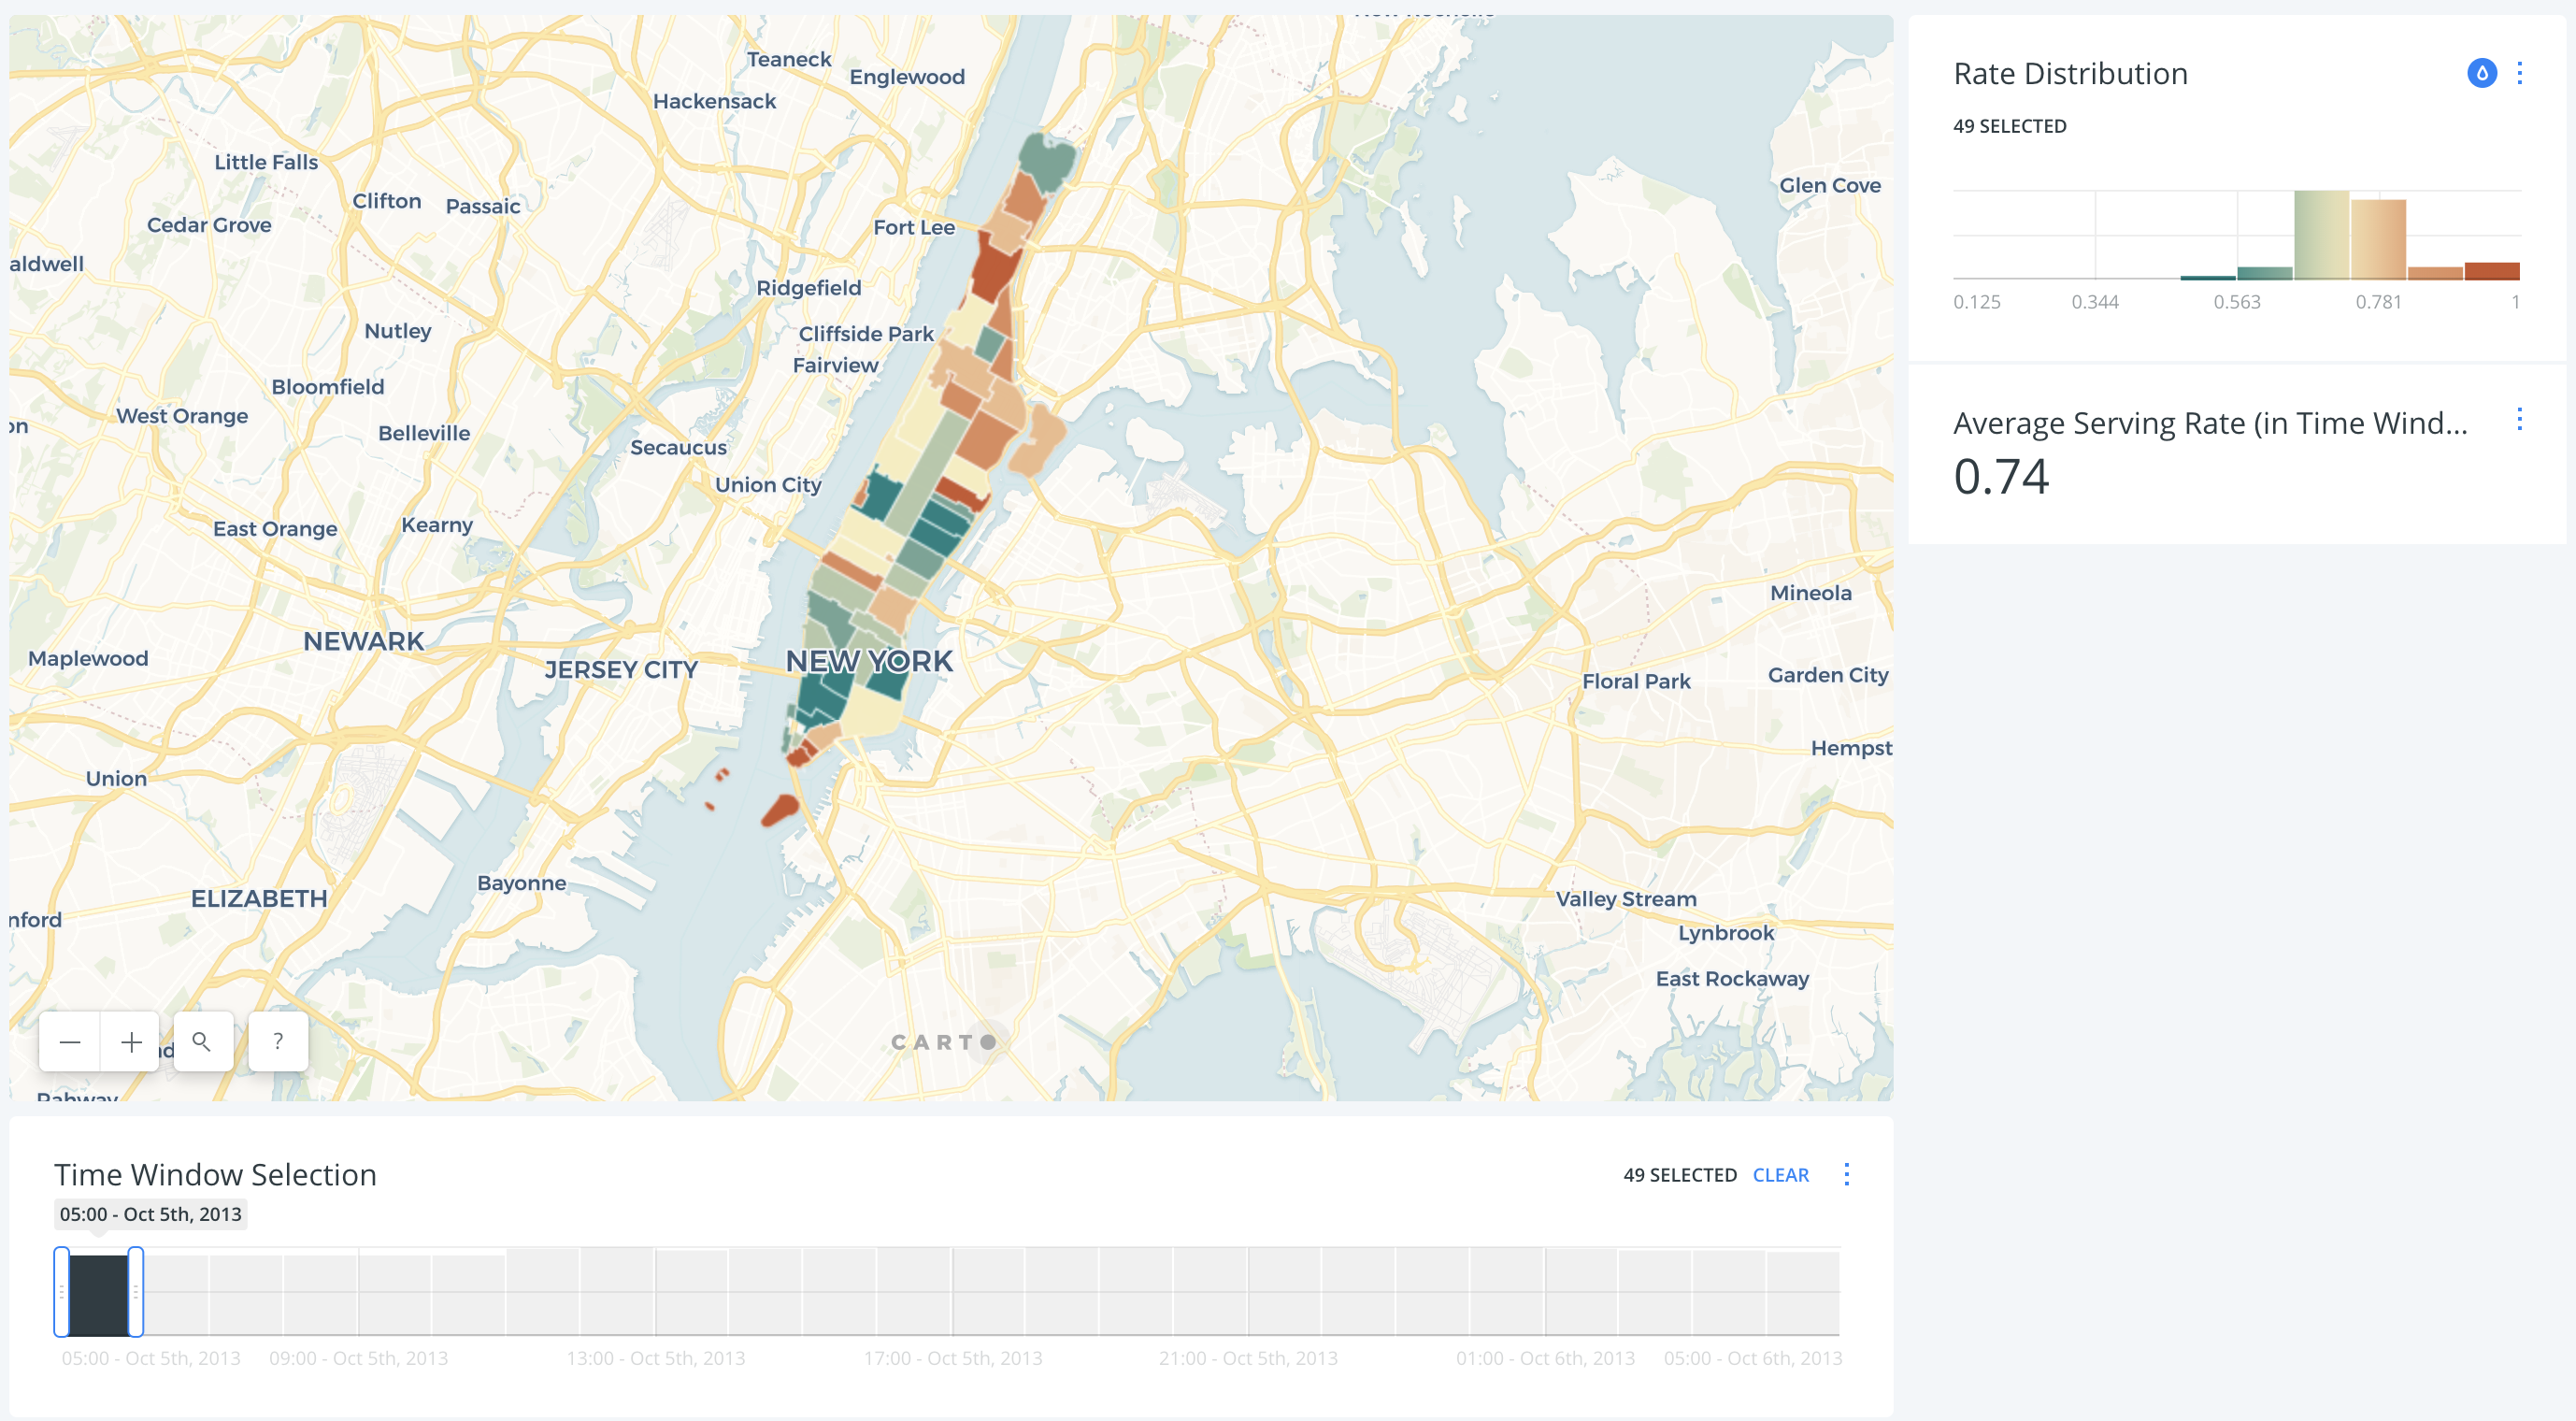 Teaneck
Englewood
Hackensack
Little Falls
Clifton
Passaic
Cedar Grove
Fort Lee
Glen Cove
aldwell
Ridgefield
Nutley
Cliffside Park
Fairview
Bloomfield
West Orange
on
Belleville
Secaucus
Union City
East Orange
Kearny
Mineola
NEWARK
Maplewood
JERSEY CITY
NEW YORK
Floral Park
Garden City
Hempst
Union
Bayonne
ELIZABETH
nford
Valley Stream
Lynbrook
East Rockaway
?
CARTO
Rate Distribution
49 SELECTED
0.125 0.344 0.563 0.781 1
Average Serving Rate (in Time Wind...
0.74
Time Window Selection
49 SELECTED CLEAR
05:00 - Oct 5th, 2013
05:00 - Oct 5th, 2013 09:00 - Oct 5th, 2013 13:00 - Oct 5th, 2013 17:00 - Oct 5th, 2013 21:00 - Oct 5th, 2013 01:00 - Oct 6th, 2013 05:00 - Oct 6th, 2013